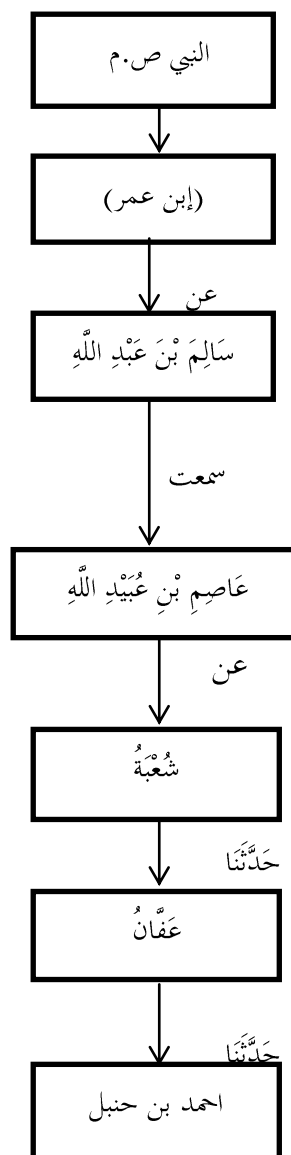 النبي ص.م
(إبن عمر)
عن
سَالِمَ بْنَ عَبْدِ اللَّهِ
سمعت
عَاصِمِ بْنِ عُبَيْدِ اللَّهِ
عن
شُعْبَةُ
حَدَّثَنَا
عَفَّانُ
حَدَّثَنَا
احمد بن حنبل